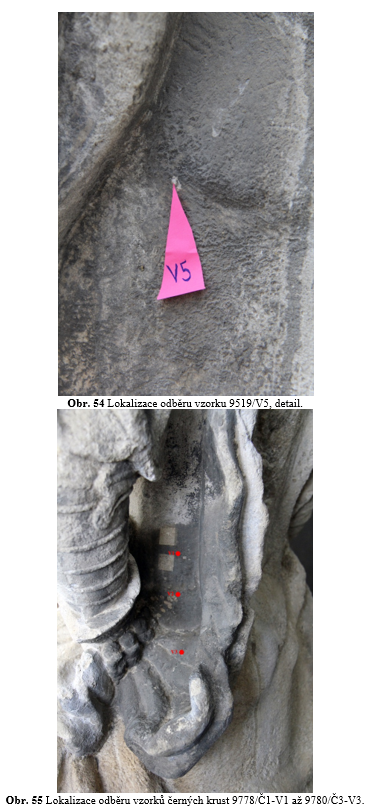 V5
Obr. 54 Lokalizace odběru vzorku 9519/V5, detail.
Obr. 55 Lokalizace odběru vzorků černých krust 9778/Č1-V1 až 9780/Č3-V3.